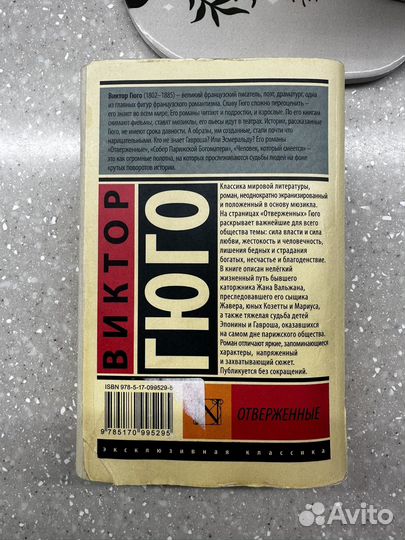 Виктор Гюго (1802–1885) – великий французский писатель, поэт, драматург, одна
из главных фигур французского романтизма. Славу Гюго сложно переоценить –
его знают во всем мире; Его романы читают и подростки, и взрослые. По его книгам
снимают фильмы, ставят мюзиклы, его пьесы идут в театрах. Истории, рассказанные
Гюго, не имеют срока давности. А образы, им созданные, стали почти что
нарицательными. Кто не знает Гавроша? Или Эсмеральду? Его романы
«Отверженные», «Собор Парижской Богоматери», «Человек, который смеется» –
это как огромные полотна, на которых прослеживаются судьбы людей на фоне
крутых поворотов истории.
ВИКТОР
ГЮГО
Классика мировой литературы,
роман, неоднократно экранизированный
и положенный в основу мюзикла.
На страницах «Отверженных» Гюго
раскрывает важнейшие для всего
общества темы: сила власти и сила
любви, жестокость и человечность,
лишения бедных и страдания
богатых, несчастье и благоденствие.
В книге описан нелёгкий
жизненный путь бывшего
каторжника Жана Вальжана,
преследовавшего его сыщика
Жавера, юных Козетты и Мариуса,
а также тяжелая судьба детей
Эпонины и Гавроша, оказавшихся
на самом дне парижского общества.
Роман отличают яркие, запоминающиеся
характеры, напряженный
и захватывающий сюжет.
Публикуется без сокращений.
ISBN 978-5-17-099529-5
9 785170 995295
ОТВЕРЖЕННЫЕ
эксклюзивная классика
Avito